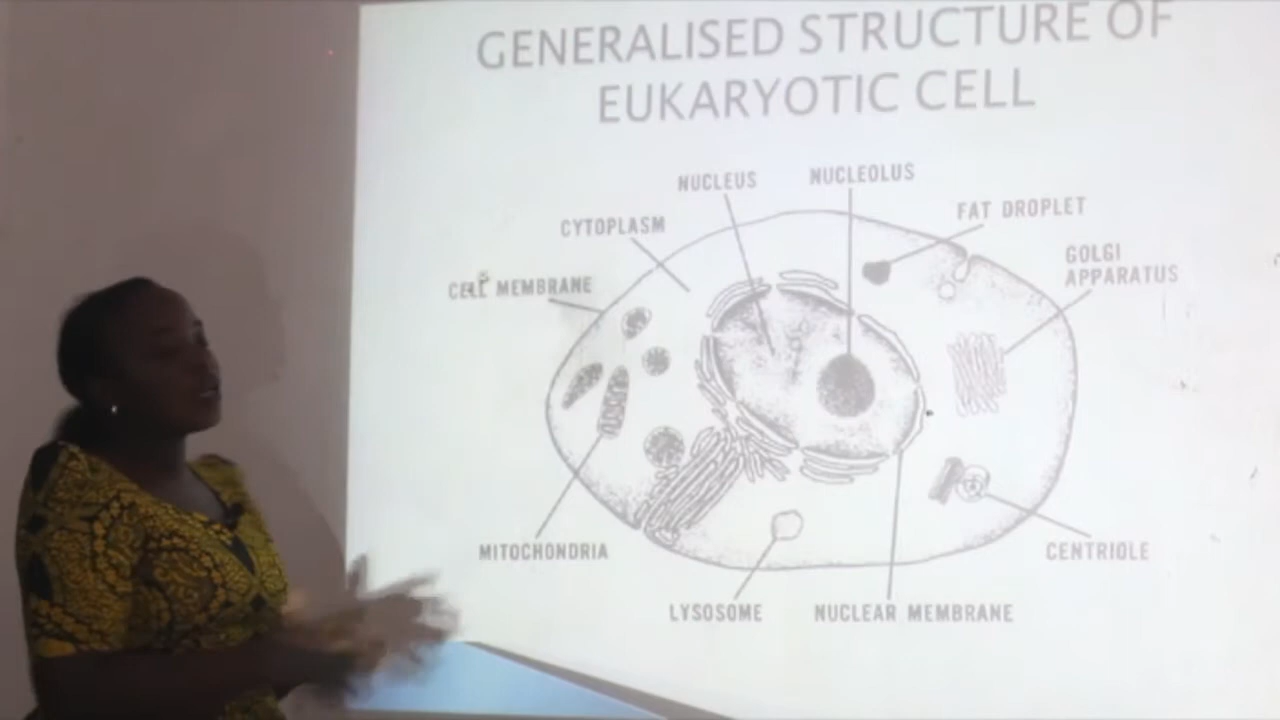 GENERALISED STRUCTURE OF
EUKARYOTIC CELL
NUCLEUS
NUCLEOLUS
FAT DROPLET
CYTOPLASM
GOLGI
APPARATUS
CELL MEMBRANE
MITOCHONDRIA
CENTRIOLE
LYSOSOME
NUCLEAR MEMBRANE